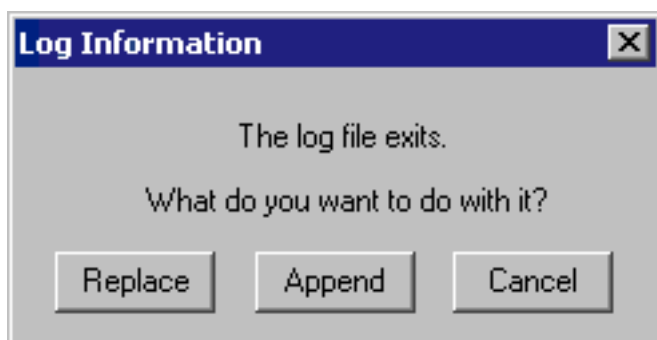 Log Information
The log file exits.
What do you want to do with it?
Replace Append Cancel